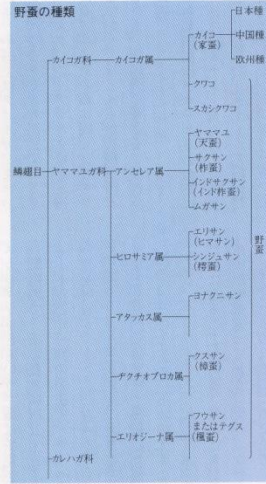 野蚕の種類
日本種
カイコガ科
カイコガ属
カイコ
(家蚕)
中国種
欧州種
クワコ
スカシクワコ
鱗翅目
ヤママユガ科
アンセレア属
ヤママユ
(天蚕)
サクサン
(柞蚕)
インドサクサン
(インド柞蚕)
ムガサン
ヒロサミア属
エリサン
(ヒマサン)
シンジュサン
(樗蚕)
野蚕
アタッカス属
ヨナクニサン
ヂクチオプロカ属
クスサン
(樟蚕)
エリオジーナ属
フウサン
またはテグス
(楓蚕)
カレハガ科